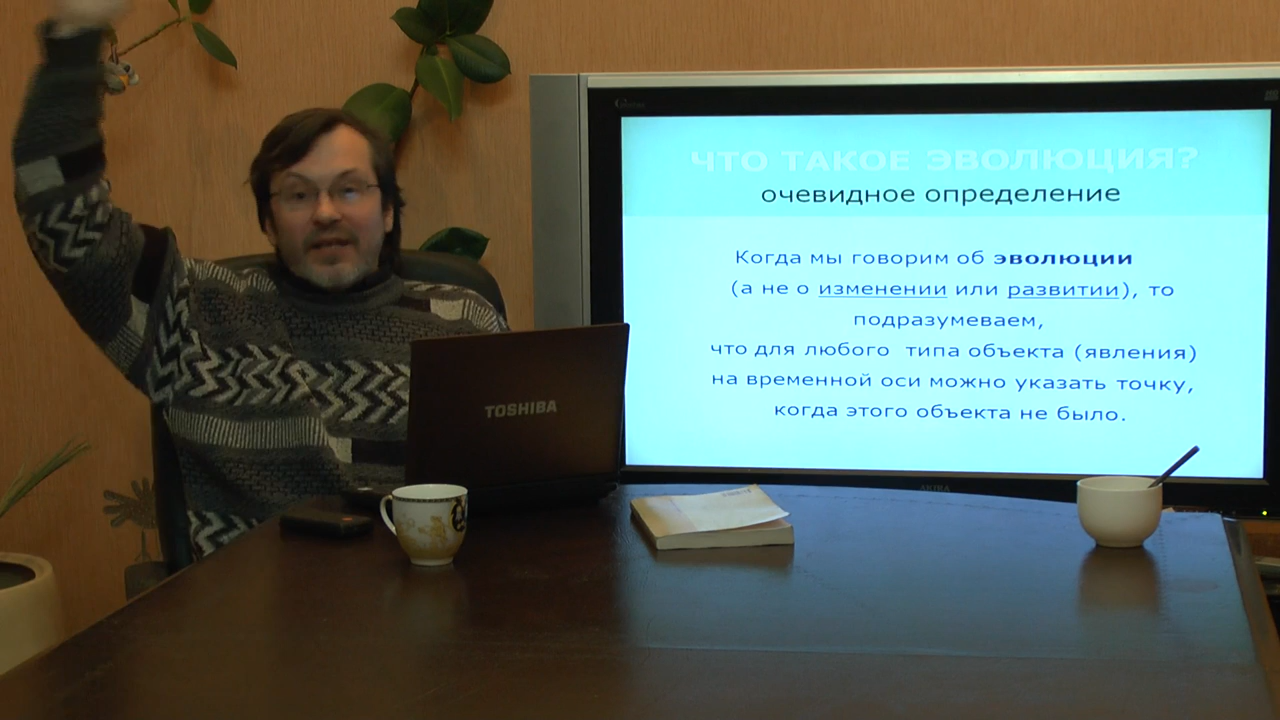 ЧТО ТАКОЕ ЭВОЛЮЦИЯ?
очевидное определение
Когда мы говорим об эволюции
(а не о изменении или развитии), то
подразумеваем,
что для любого типа объекта (явления)
на временной оси можно указать точку,
когда этого объекта не было.
TOSHIBA
AKIRA